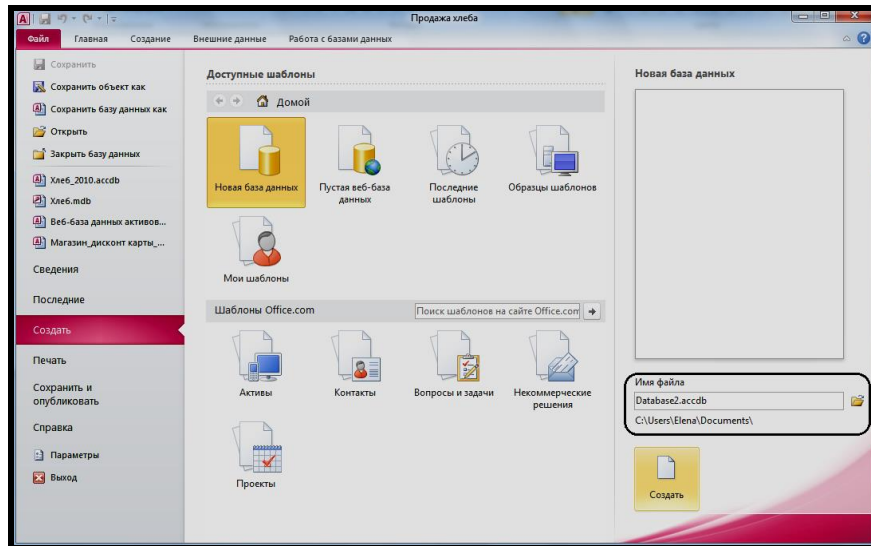 Продажа хлеба
Файл Главная Создание Внешние данные Работа с базами данных
Сохранить
Сохранить объект как
Сохранить базу данных как
Открыть
Закрыть базу данных
Хлеб_2010.accdb
Хлеб.mdb
Веб-база данных активов...
Магазин_дисконт карты_...
Сведения
Последние
Создать
Печать
Сохранить и
опубликовать
Справка
Параметры
Выход
Доступные шаблоны
Домой
Новая база данных
Пустая веб-база
данных
Последние
шаблоны
Образцы шаблонов
Мои шаблоны
Шаблоны Office.com
Поиск шаблонов на сайте Office.com
Активы
Контакты
Вопросы и задачи
Некоммерческие
решения
Проекты
Новая база данных
Имя файла
Database2.accdb
C:\Users\Elena\Documents\
Создать